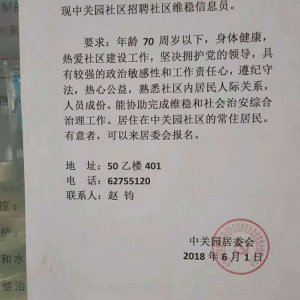 现中关园社区招聘社区维稳信息员。
要求：年龄 70 周岁以下，身体健康，
热爱社区建设工作，坚决拥护党的领导，具
有较强的政治敏感性和工作责任心，遵纪守
法，热心公益，熟悉社区内居民人际关系，
人员成份。能协助完成维稳和社会治安综合
治理工作。居住在中关园社区的常住居民。
有意者，可以来居委会报名。
地 址：50 乙楼 401
电 话：62755120
联系人：赵 钧
中关园居委会
2018 年 6 月 1 日
控；
护；
和水
整治